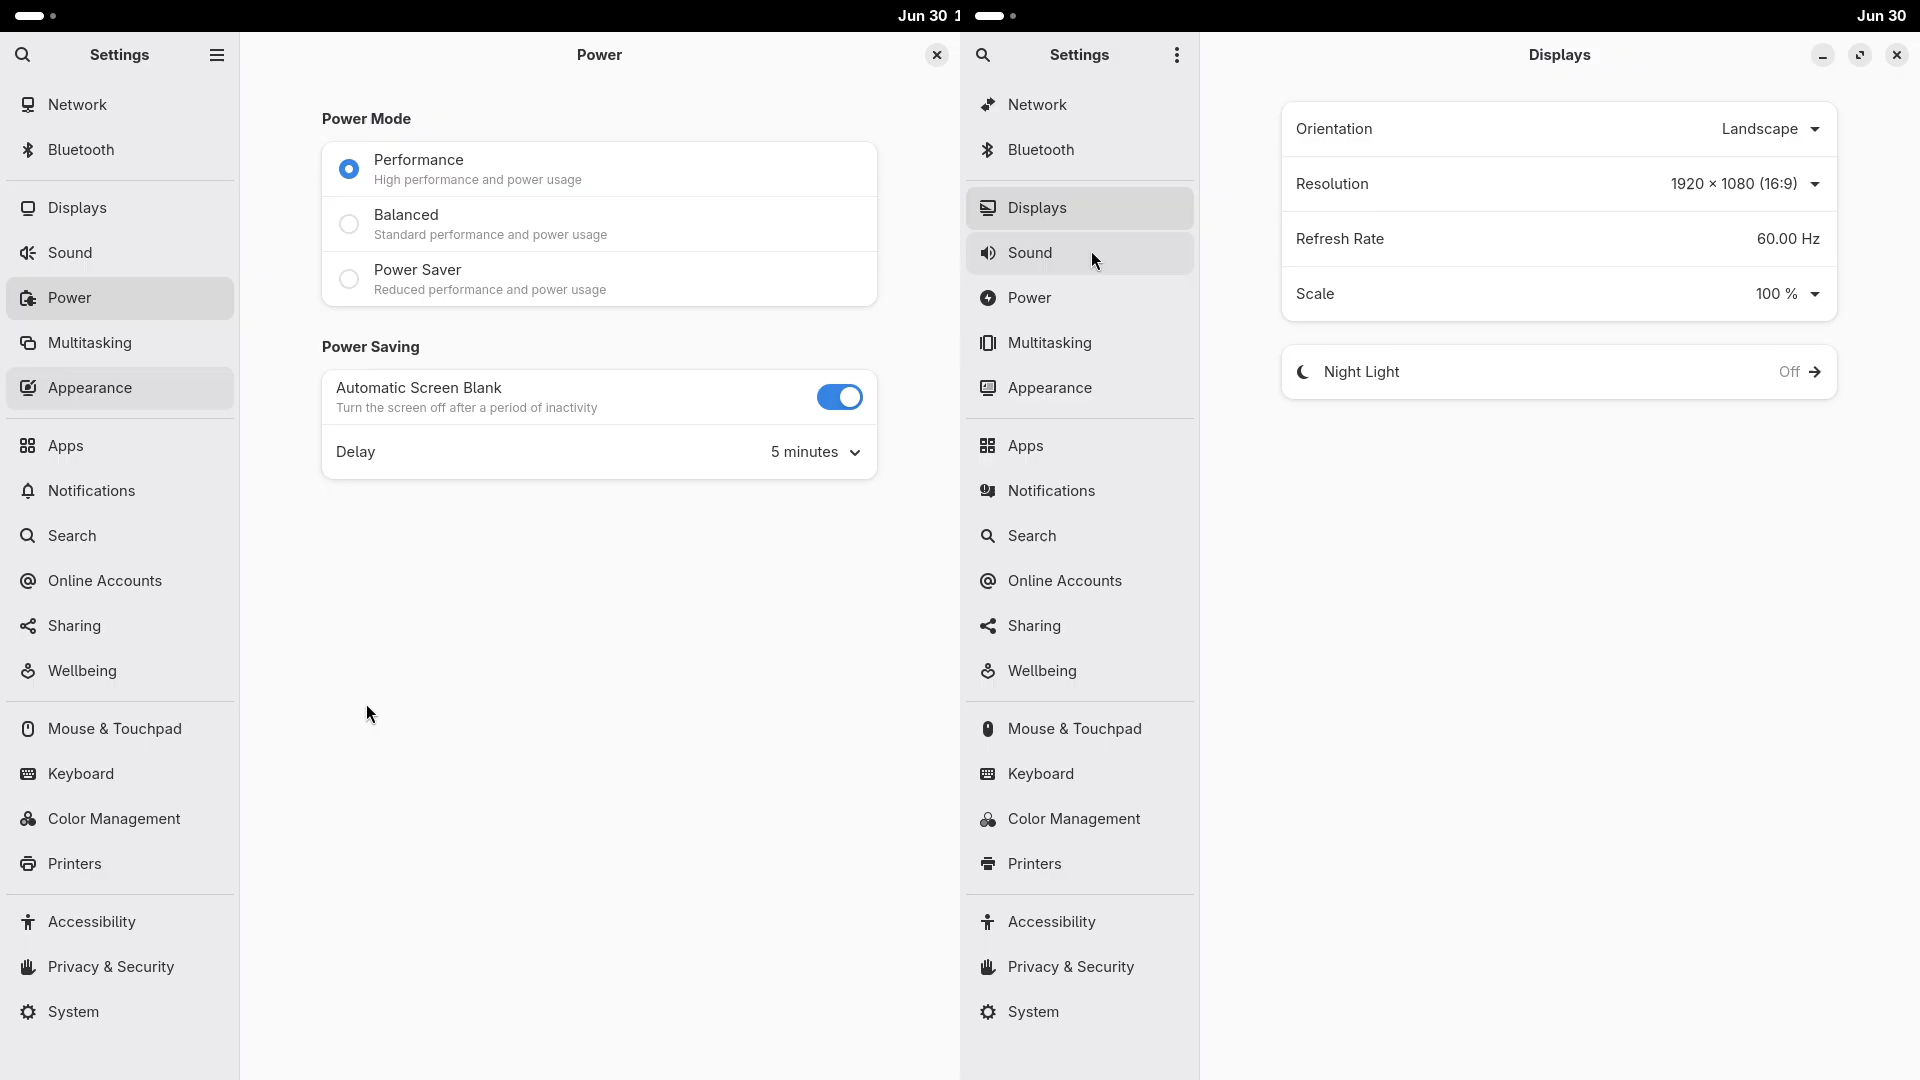 Jun 30 1
Settings
Power
Network
Bluetooth
Displays
Sound
Power
Multitasking
Appearance
Apps
Notifications
Search
Online Accounts
Sharing
Wellbeing
Mouse & Touchpad
Keyboard
Color Management
Printers
Accessibility
Privacy & Security
System
Power Mode
Performance
High performance and power usage
Balanced
Standard performance and power usage
Power Saver
Reduced performance and power usage
Power Saving
Automatic Screen Blank
Turn the screen off after a period of inactivity
Delay 5 minutes
Jun 30
Settings
Displays
Network
Bluetooth
Displays
Sound
Power
Multitasking
Appearance
Apps
Notifications
Search
Online Accounts
Sharing
Wellbeing
Mouse & Touchpad
Keyboard
Color Management
Printers
Accessibility
Privacy & Security
System
Orientation Landscape
Resolution 1920 × 1080 (16:9)
Refresh Rate 60.00 Hz
Scale 100 %
Night Light Off